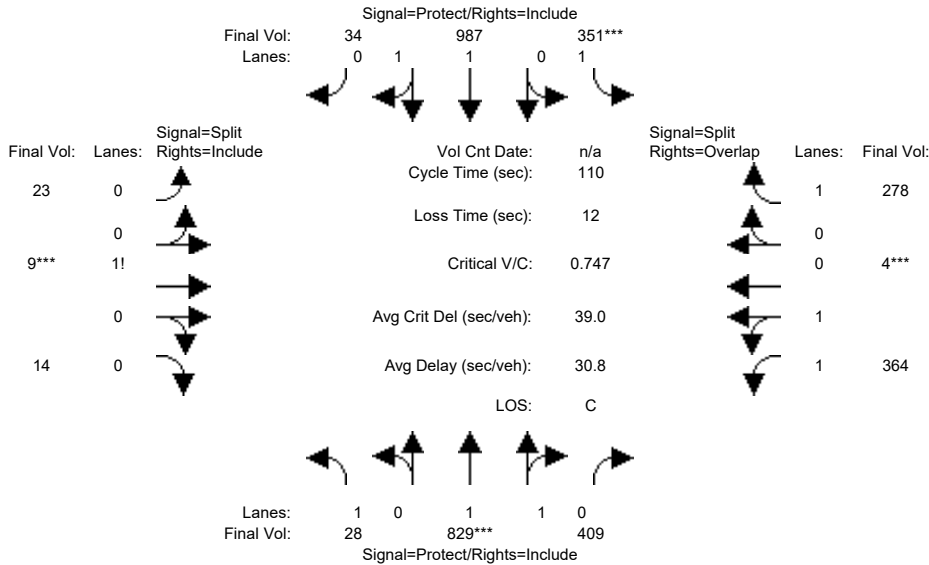 Signal=Protect/Rights=Include
Final Vol: 34 987 351***
Lanes: 0 1 1 0 1
Signal=Split
Final Vol: Lanes: Rights=Include
Vol Cnt Date: n/a
Signal=Split
Rights=Overlap Lanes: Final Vol:
Cycle Time (sec): 110
23 0
1 278
Loss Time (sec): 12
0
0
9*** 1!
Critical V/C: 0.747
0 4***
0
Avg Crit Del (sec/veh): 39.0
1
14 0
Avg Delay (sec/veh): 30.8
1 364
LOS: C
Lanes: 1 0 1 1 0
Final Vol: 28 829*** 409
Signal=Protect/Rights=Include